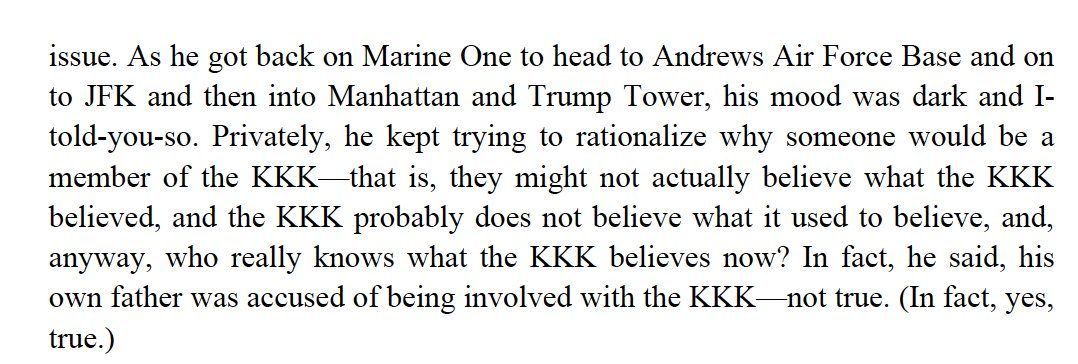 issue. As he got back on Marine One to head to Andrews Air Force Base and on
to JFK and then into Manhattan and Trump Tower, his mood was dark and I-
told-you-so. Privately, he kept trying to rationalize why someone would be a
member of the KKK—that is, they might not actually believe what the KKK
believed, and the KKK probably does not believe what it used to believe, and,
anyway, who really knows what the KKK believes now? In fact, he said, his
own father was accused of being involved with the KKK—not true. (In fact, yes,
true.)